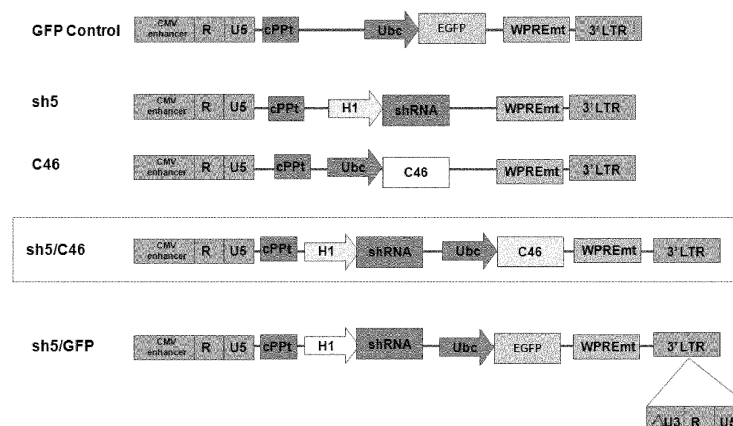 GFP Control CMV enhancer R U5 cPPt Ubc EGFP WPREmt 3' LTR
sh5 CMV enhancer R U5 cPPt H1 shRNA WPREmt 3' LTR
C46 CMV enhancer R U5 cPPt Ubc C46 WPREmt 3' LTR
sh5/C46 CMV enhancer R U5 cPPt H1 shRNA Ubc C46 WPREmt 3' LTR
sh5/GFP CMV enhancer R U5 cPPt H1 shRNA Ubc EGFP WPREmt 3' LTR
△U3 R U5